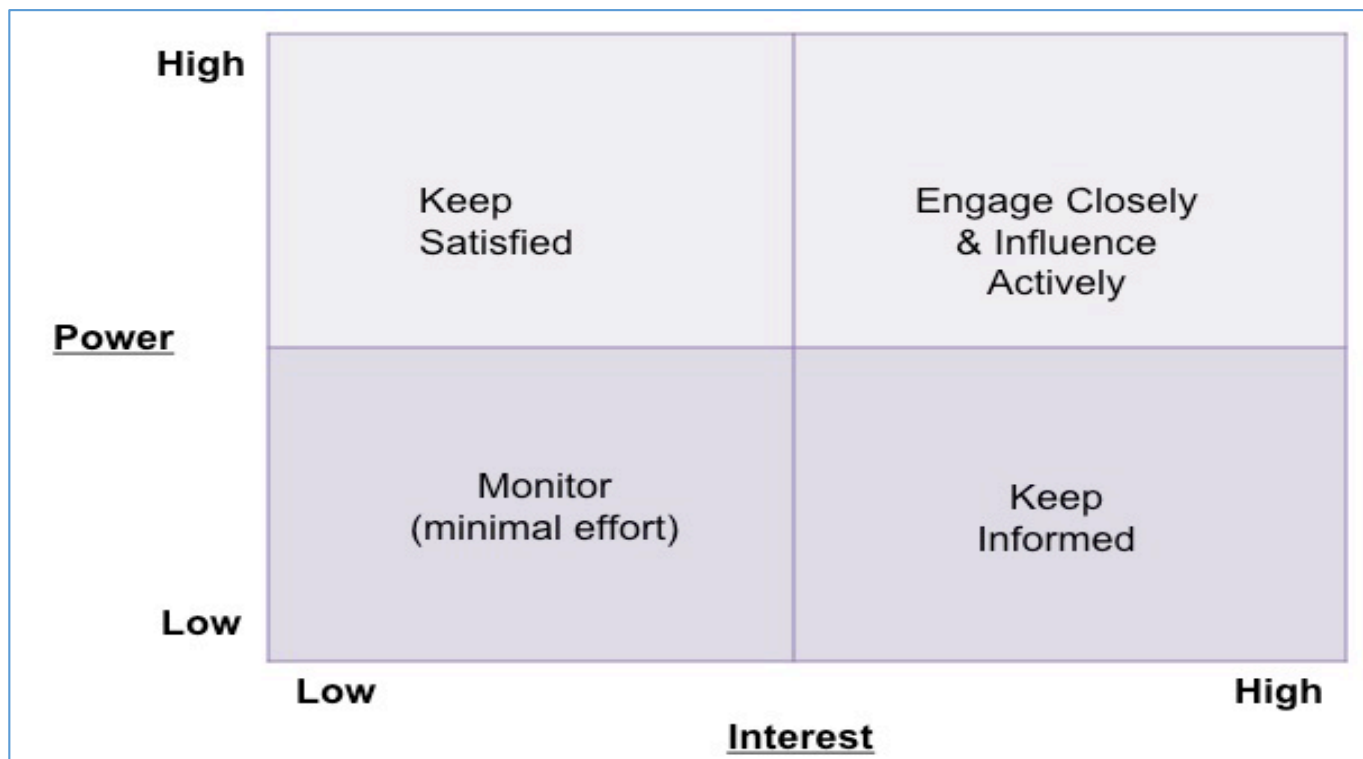 High
Keep
Satisfied
Engage Closely
& Influence
Actively
Power
Monitor
(minimal effort)
Keep
Informed
Low
Low
High
Interest